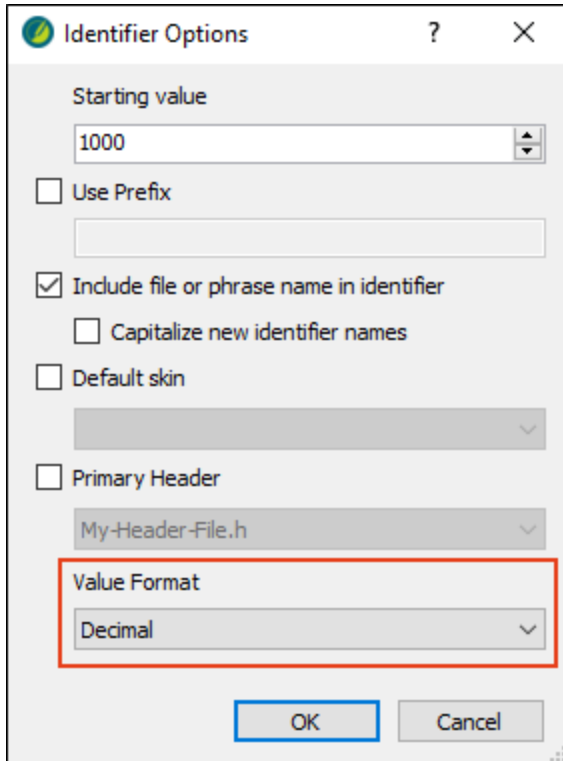 Identifier Options
?
Starting value
1000
Use Prefix
Include file or phrase name in identifier
Capitalize new identifier names
Default skin
Primary Header
My-Header-File.h
Value Format
Decimal
OK
Cancel